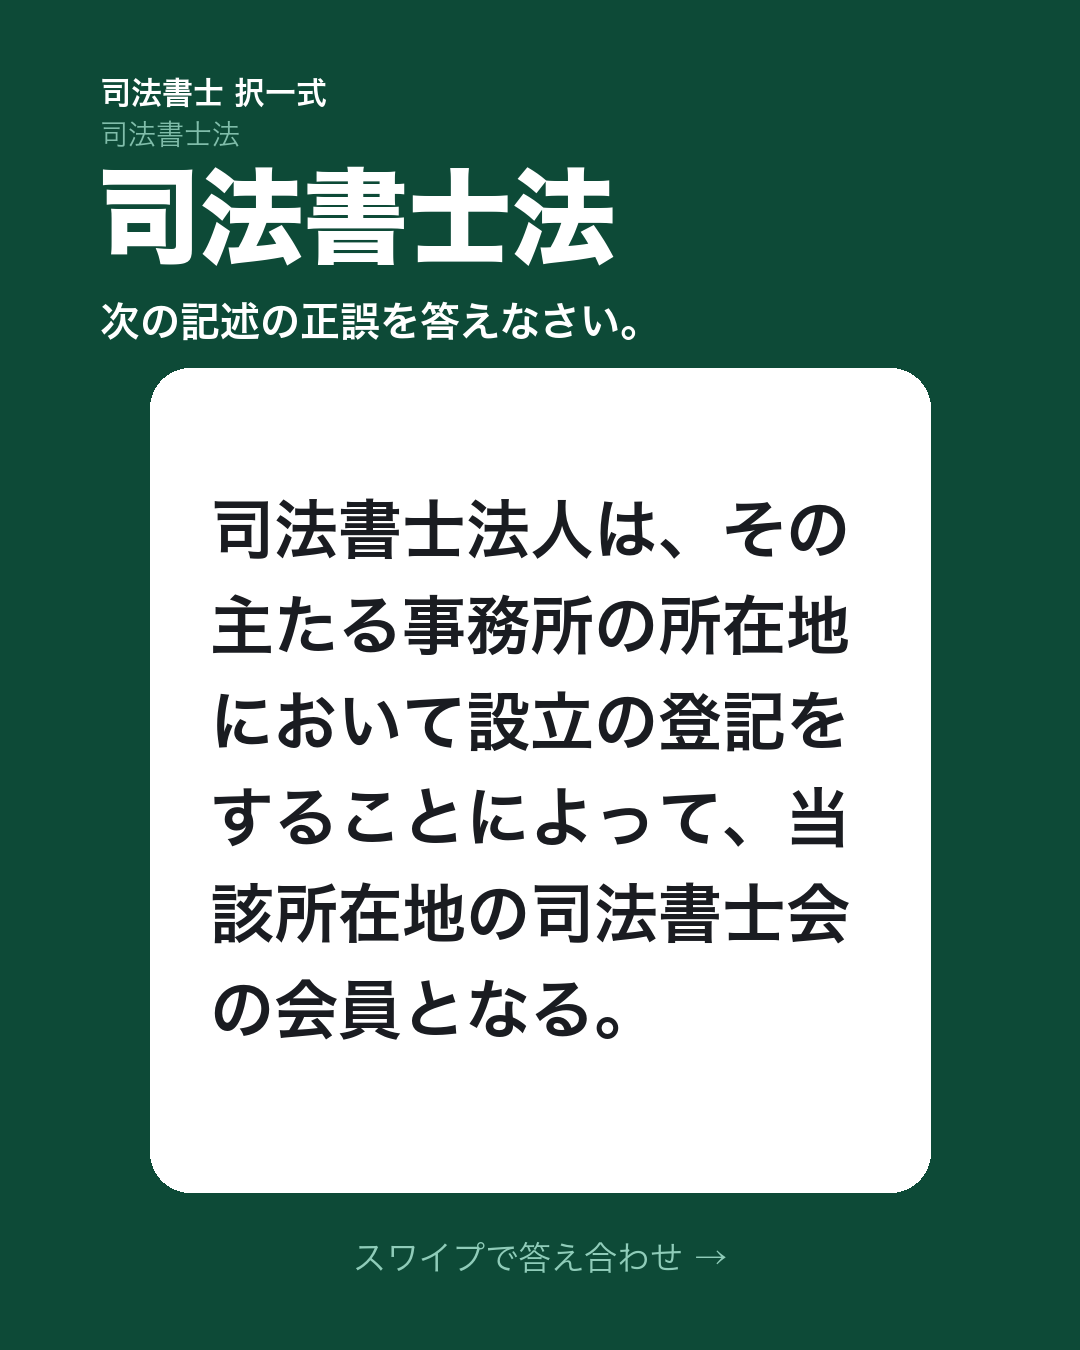 司法書士 択一式
司法書士法
司法書士法
次の記述の正誤を答えなさい。
司法書士法人は、その
主たる事務所の所在地
において設立の登記を
することによって、当
該所在地の司法書士会
の会員となる。
スワイプで答え合わせ →